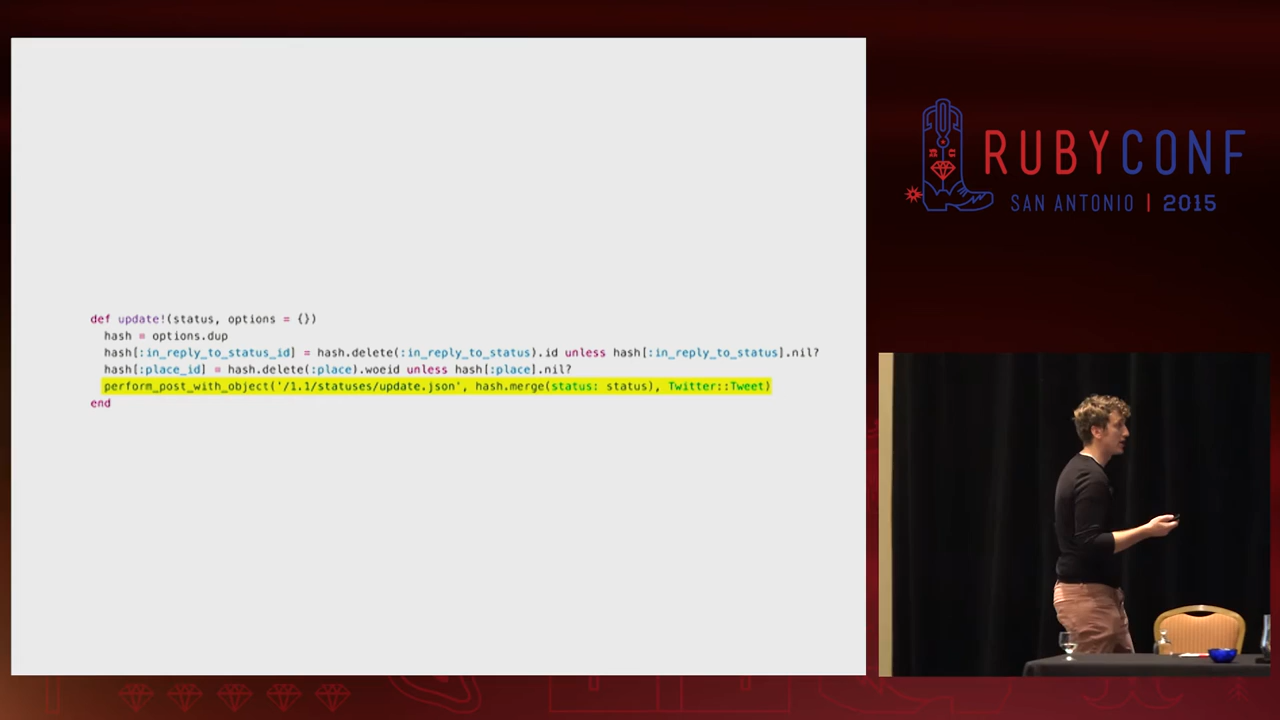 def update!(status, options = {})
hash = options.dup
hash[:in_reply_to_status_id] = hash.delete(:in_reply_to_status).id unless hash[:in_reply_to_status].nil?
hash[:place_id] = hash.delete(:place).woeid unless hash[:place].nil?
perform_post_with_object('/1.1/statuses/update.json', hash.merge(status: status), Twitter::Tweet)
end
RUBYCONF
SAN ANTONIO | 2015